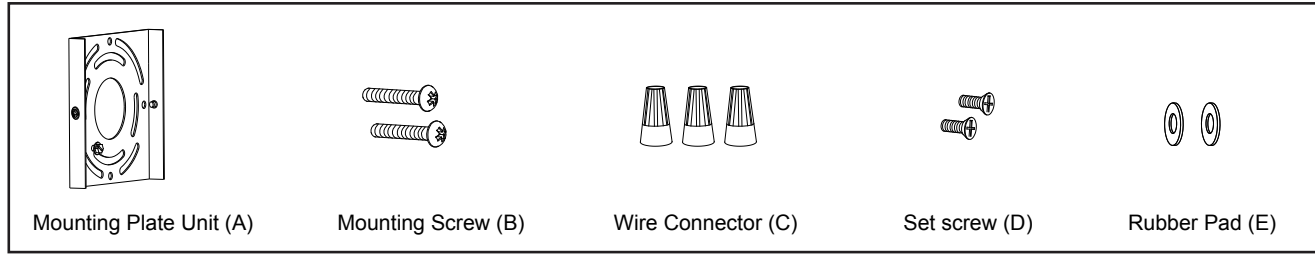 Mounting Plate Unit (A)
Mounting Screw (B)
Wire Connector (C)
Set screw (D)
Rubber Pad (E)